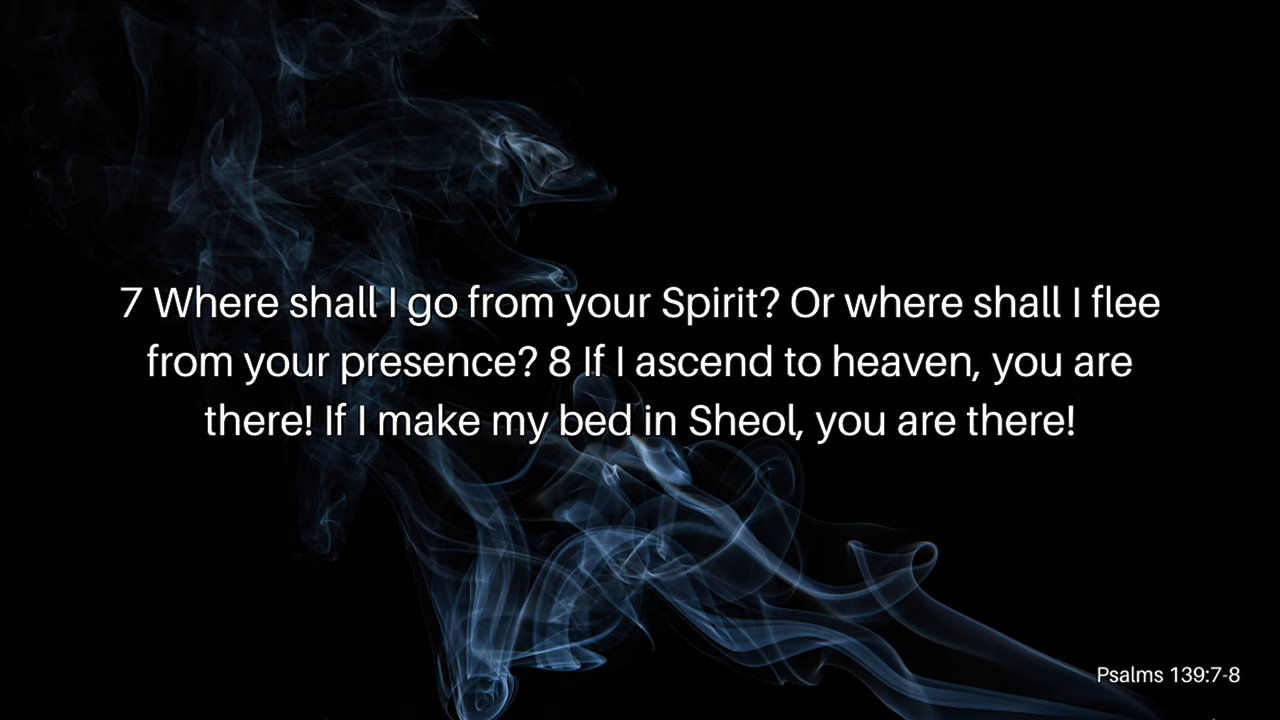 7 Where shall I go from your Spirit? Or where shall I flee
from your presence? 8 If I ascend to heaven, you are
there! If I make my bed in Sheol, you are there!
Psalms 139:7-8